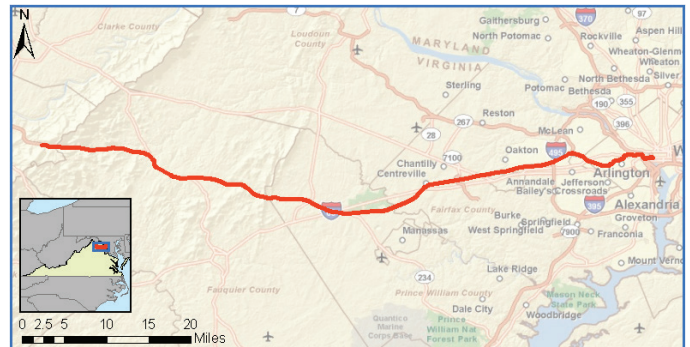 N
Clarke County
7
Loudoun
County
Gaithersburg
370
97
North Potomac
Rockville
Aspen Hill
MARYLAND
VIRGINIA
Wheaton-Glenm
Wheaton
Silver
North Bethesda
Potomac
Bethesda
Sterling
Reston
190
355
267
396
28
McLean
495
7100
Oakton
W
Chantilly
Centreville
Arlington
Annandale
Jefferson
Bailey's
Crossroads
395
Alexandria
Fairfax County
Burke
Springfield
Groveton
West Springfield
7900
Franconia
Manassas
Mount Verno
234
Lake Ridge
Fauquier County
Prince William County
Dale City
Mason Neck
State Park
Woodbridge
Quantico
Marine
Corps Base
Prince
William Nat
Forest Park
0 2.5 5 10 15 20
Miles